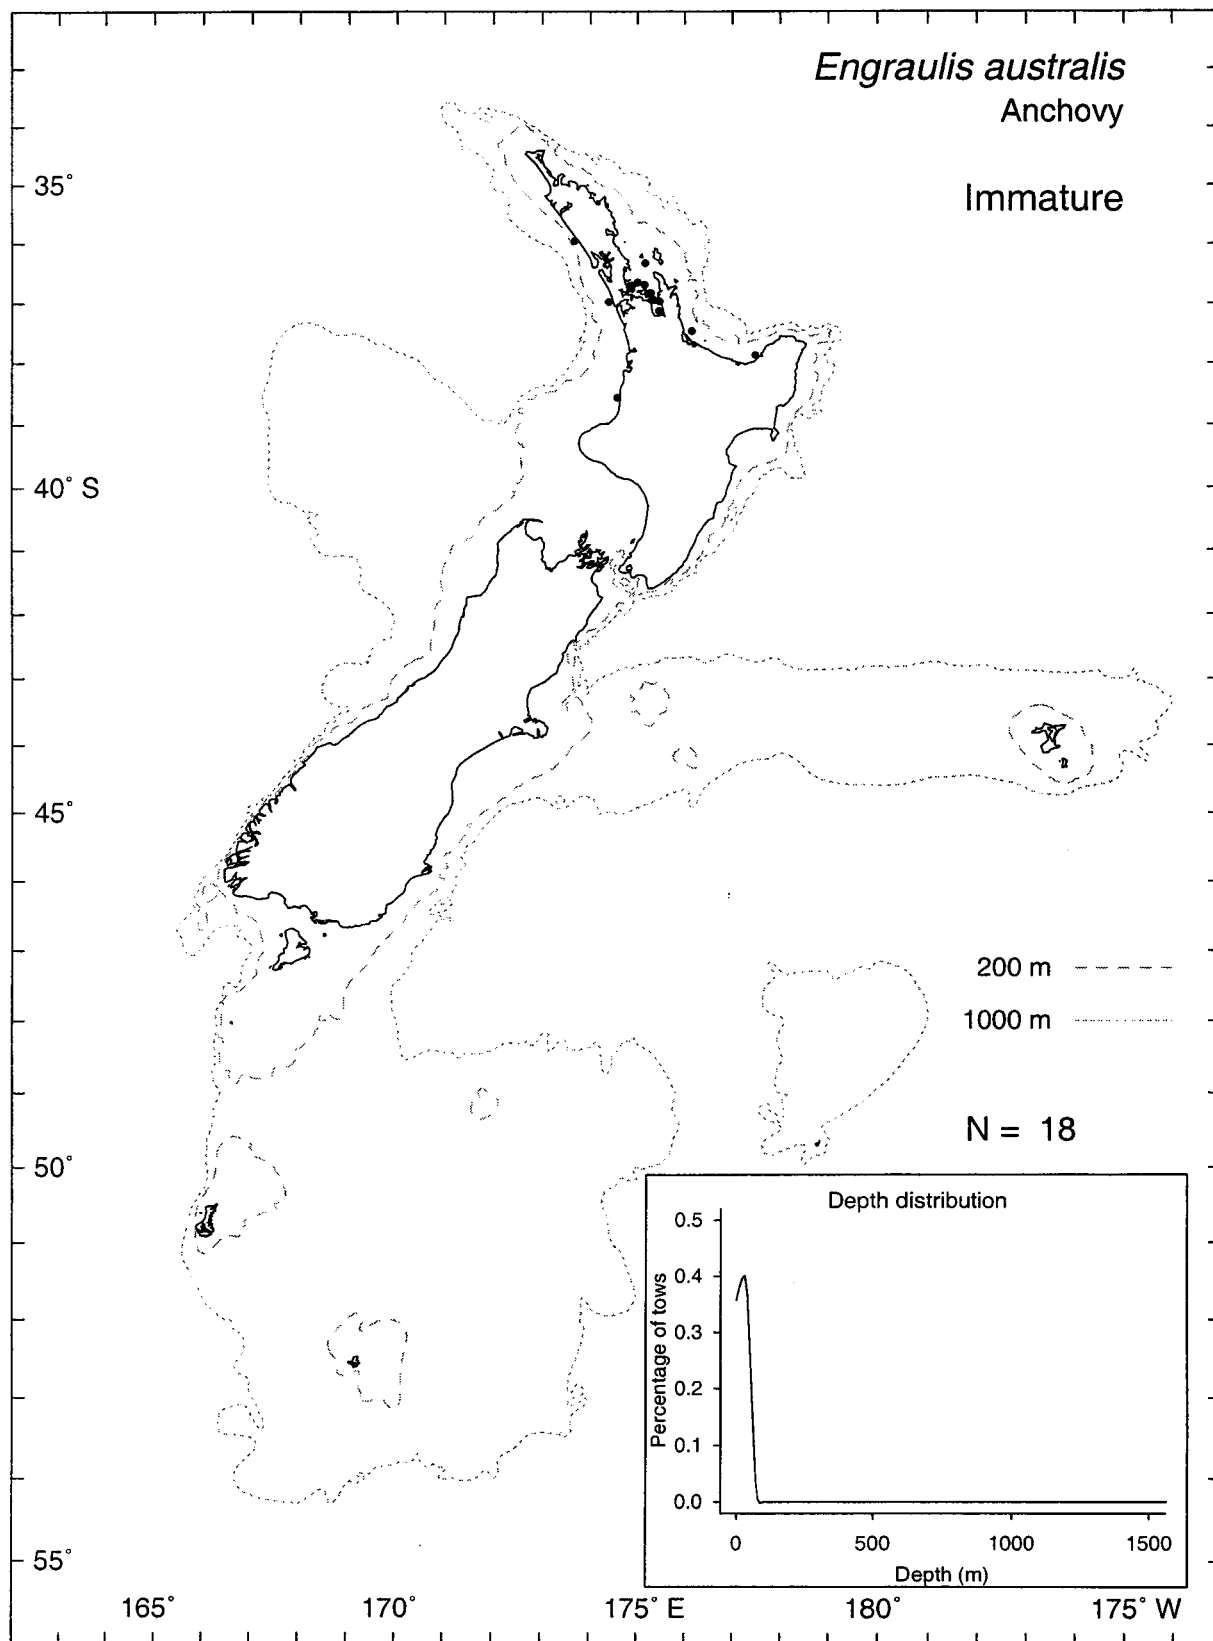 Engraulis australis
Anchovy
Immature
35°
40° S
45°
50°
55°
200 m
1000 m
N = 18
Depth distribution
Percentage of tows
0.5
0.4
0.3
0.2
0.1
0.0
0 500 1000 1500
Depth (m)
165° 170° 175° E 180° 175° W